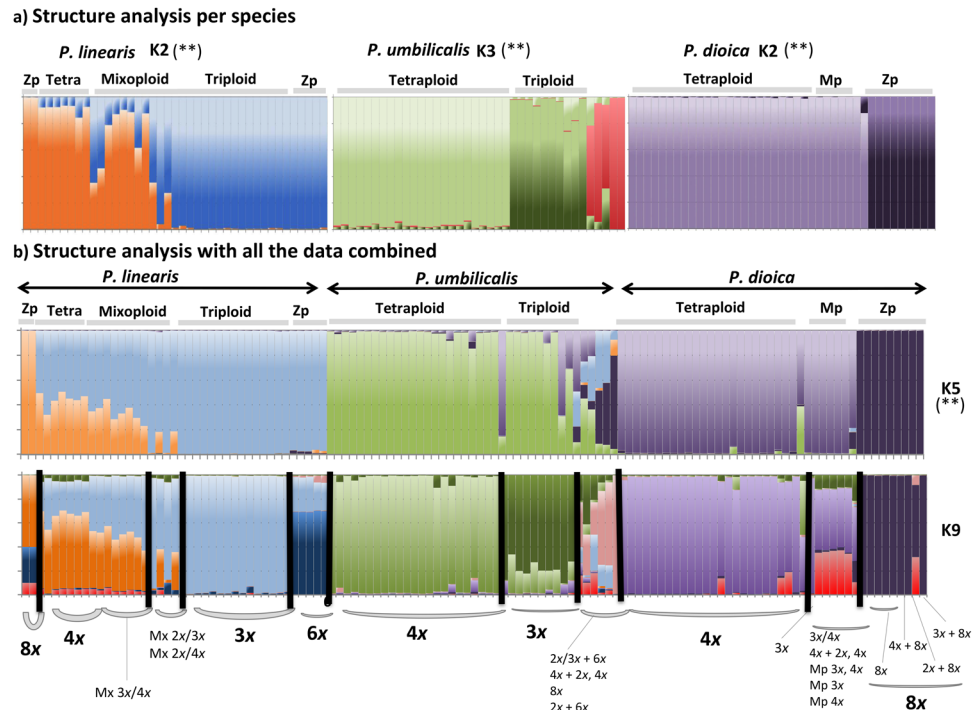 a) Structure analysis per species
P. linearis K2 (**) P. umbilicalis K3 (**) P. dioica K2 (**)
Zp Tetra Mixoploid Triploid Zp Tetraploid Triploid Tetraploid Mp Zp
b) Structure analysis with all the data combined
P. linearis P. umbilicalis P. dioica
Zp Tetra Mixoploid Triploid Zp Tetraploid Triploid Tetraploid Mp Zp
K5
(**)
K9
8x 4x Mx 2x/3x 3x 6x 4x 3x 4x 3x 3x/4x 8x 4x + 8x 3x + 8x
Mx 2x/4x 4x + 2x, 4x 2x + 8x
Mx 3x/4x 2x/3x + 6x Mp 3x, 4x
4x + 2x, 4x Mp 3x
8x Mp 4x 8x
2x + 6x